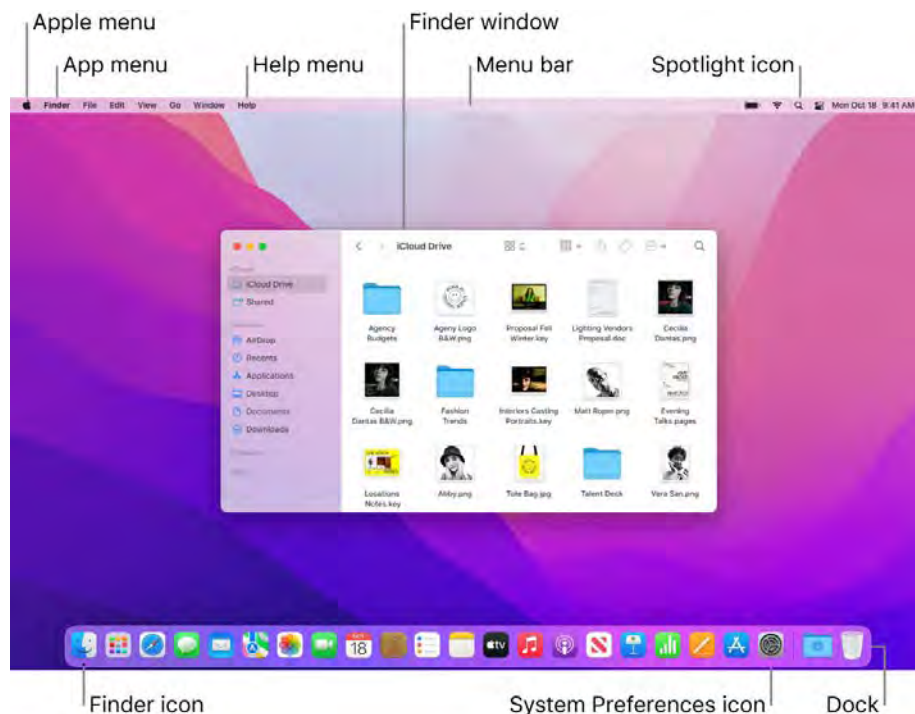 Apple menu
Finder window
App menu
Help menu
Menu bar
Spotlight icon
Finder File Edit View Go Window Help
Mon Oct 18 9:41 AM
iCloud Drive
iCloud
iCloud Drive
Shared
AirDrop
Recents
Applications
Desktop
Documents
Downloads
Agency
Budgets
Ageny Logo
B&W.png
Proposal Fall
Winter.key
Lighting Vendors
Proposal.doc
Cecilia
Dantas.png
Cecilia
Dantas B&W.png
Fashion
Trends
Interiors Casting
Portraits.key
Matt Roper.png
Evening
Talks.pages
Locations
Notes.key
Abby.png
Tote Bag.jpg
Talent Deck
Vera San.png
18
tv
Finder icon
System Preferences icon
Dock